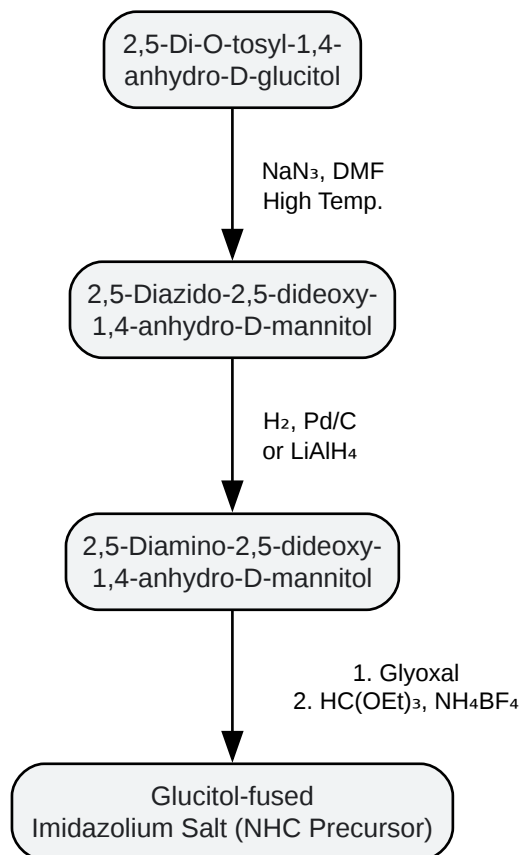 2,5-Di-O-tosyl-1,4-
anhydro-D-glucitol
NaN₃, DMF
High Temp.
2,5-Diazido-2,5-dideoxy-
1,4-anhydro-D-mannitol
H₂, Pd/C
or LiAlH₄
2,5-Diamino-2,5-dideoxy-
1,4-anhydro-D-mannitol
1. Glyoxal
2. HC(OEt)₃, NH₄BF₄
Glucitol-fused
Imidazolium Salt (NHC Precursor)